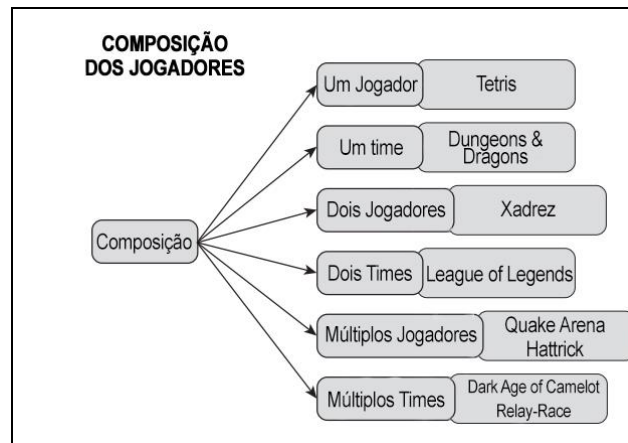 COMPOSIÇÃO
DOS JOGADORES
Um Jogador
Tetris
Um time
Dungeons &
Dragons
Dois Jogadores
Xadrez
Composição
Dois Times
League of Legends
Múltiplos Jogadores
Quake Arena
Hattrick
Múltiplos Times
Dark Age of Camelot
Relay-Race